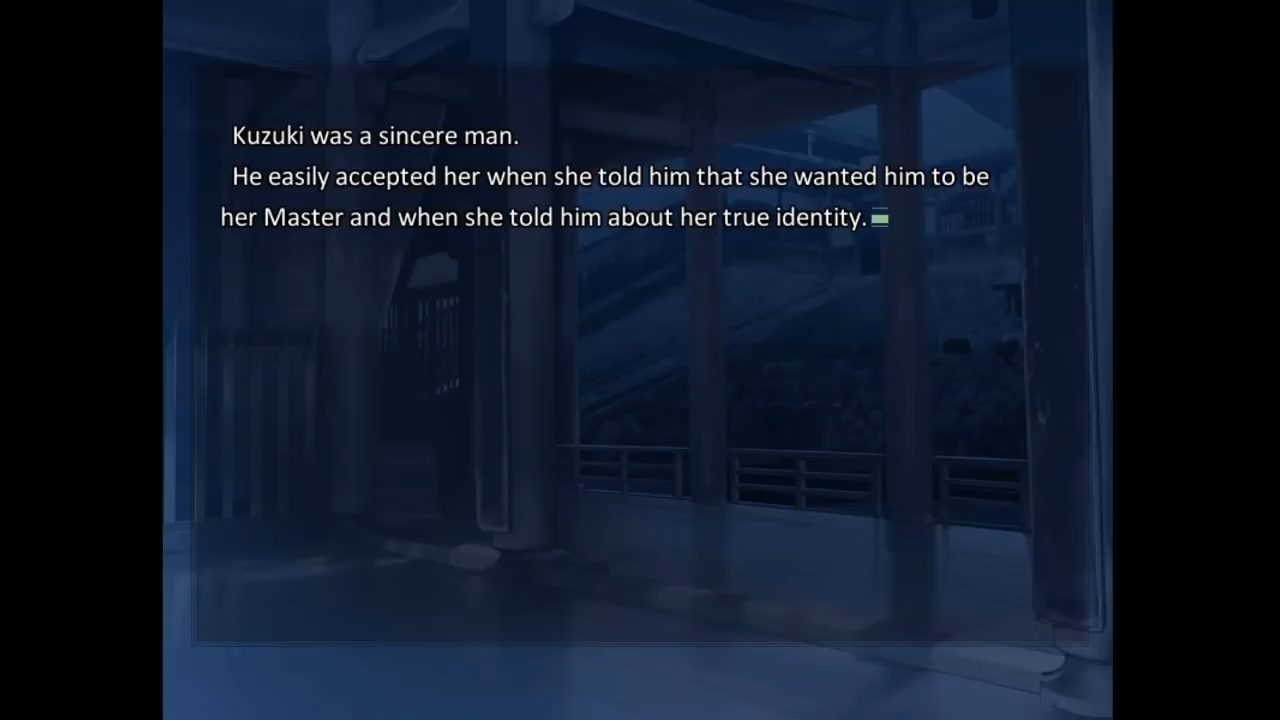 Kuzuki was a sincere man.
He easily accepted her when she told him that she wanted him to be
her Master and when she told him about her true identity.